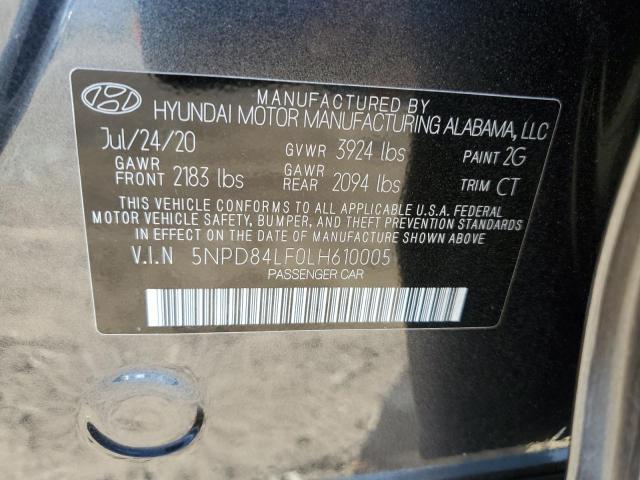 MANUFACTURED BY
HYUNDAI MOTOR MANUFACTURING ALABAMA, LLC
Jul/24/20 GVWR 3924 lbs PAINT 2G
GAWR FRONT 2183 lbs GAWR REAR 2094 lbs TRIM CT
THIS VEHICLE CONFORMS TO ALL APPLICABLE U.S.A. FEDERAL
MOTOR VEHICLE SAFETY, BUMPER, AND THEFT PREVENTION STANDARDS
IN EFFECT ON THE DATE OF MANUFACTURE SHOWN ABOVE.
V.I.N 5NPD84LF0LH610005
PASSENGER CAR